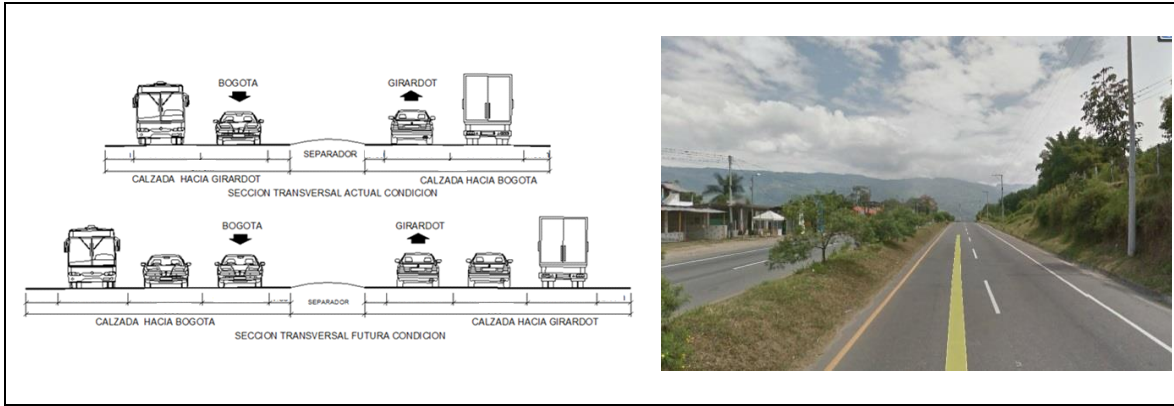 BOGOTA
GIRARDOT
SEPARADOR
CALZADA HACIA GIRARDOT
CALZADA HACIA BOGOTA
SECCION TRANSVERSAL ACTUAL CONDICION
BOGOTA
GIRARDOT
SEPARADOR
CALZADA HACIA BOGOTA
CALZADA HACIA GIRARDOT
SECCION TRANSVERSAL FUTURA CONDICION